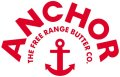 ANCHOR
THE FREE RANGE BUTTER CO.